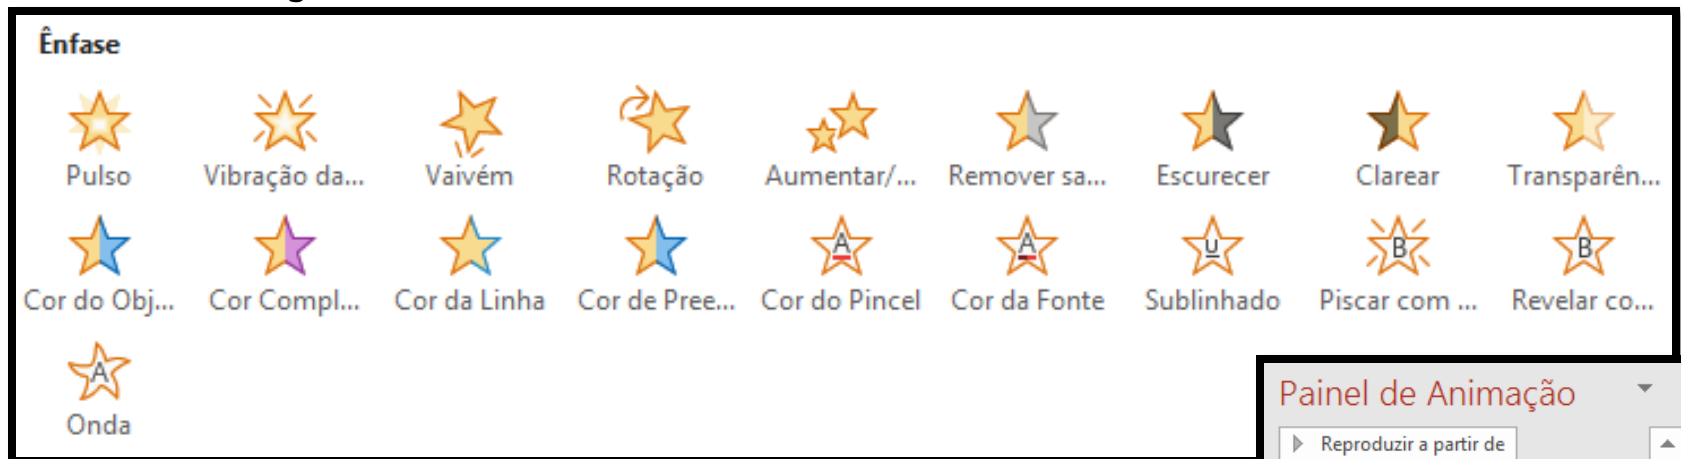 Ênfase
Pulso Vibração da... Vaivém Rotação Aumentar/... Remover sa... Escurecer Clarear Transparên...
Cor do Obj... Cor Compl... Cor da Linha Cor de Pree... Cor do Pincel Cor da Fonte Sublinhado Piscar com ... Revelar co...
Onda
Painel de Animação
Reproduzir a partir de